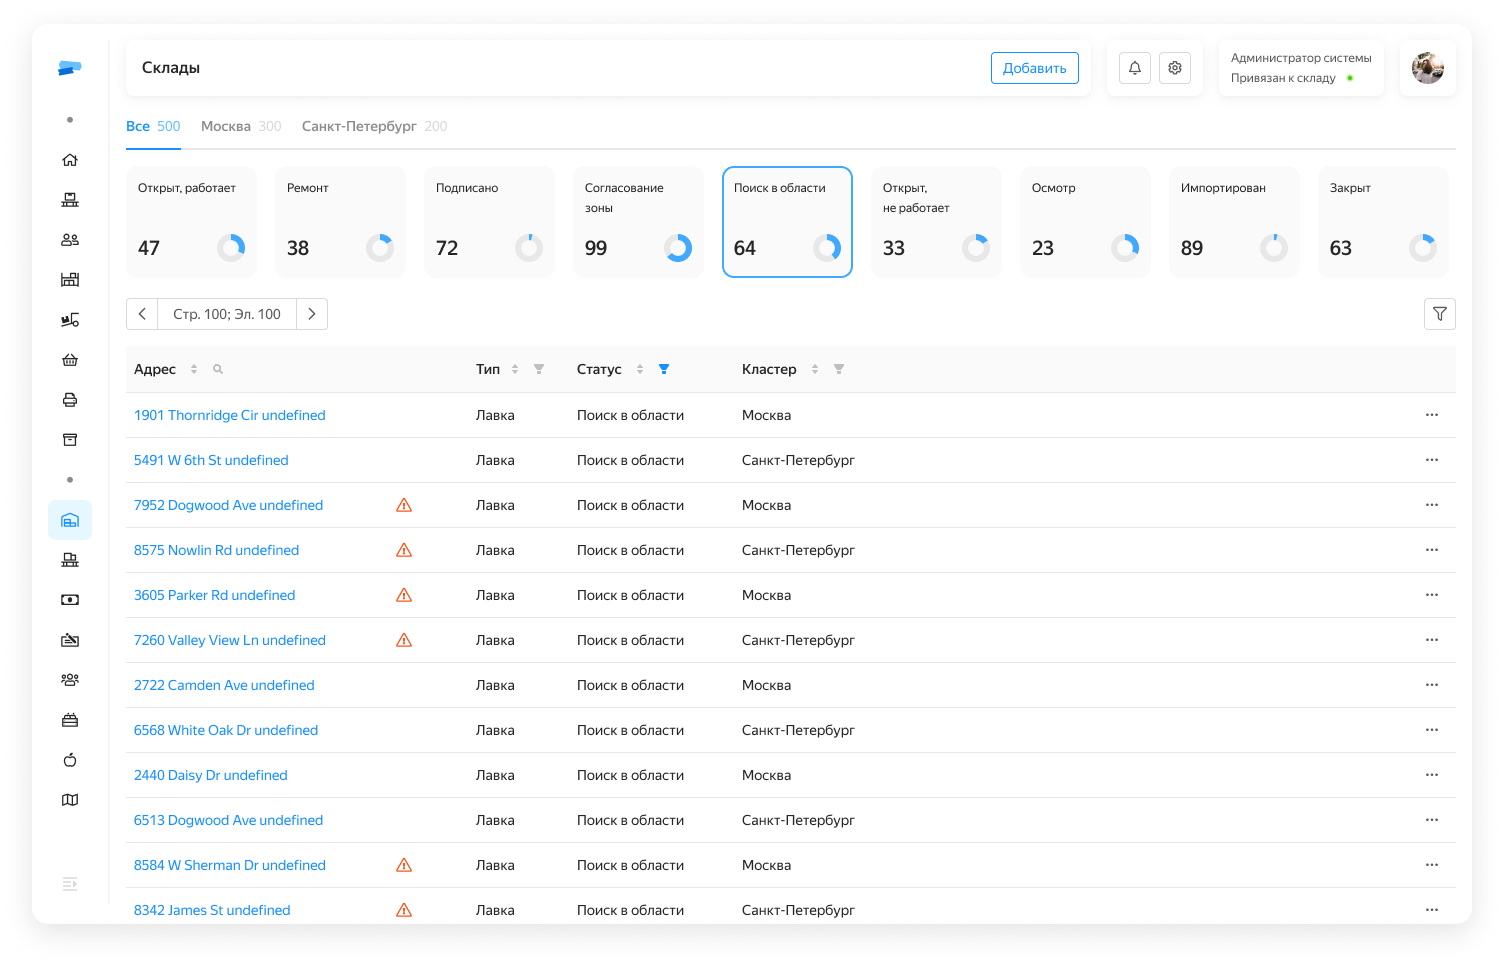 Склады
Добавить
Администратор системы
Привязан к складу
Все 500 Москва 300 Санкт-Петербург 200
Открыт, работает
47
Ремонт
38
Подписано
72
Согласование
зоны
99
Поиск в области
64
Открыт,
не работает
33
Осмотр
23
Импортирован
89
Закрыт
63
Стр. 100; Эл. 100
Адрес Тип Статус Кластер
1901 Thornridge Cir undefined Лавка Поиск в области Москва
5491 W 6th St undefined Лавка Поиск в области Санкт-Петербург
7952 Dogwood Ave undefined Лавка Поиск в области Москва
8575 Nowlin Rd undefined Лавка Поиск в области Санкт-Петербург
3605 Parker Rd undefined Лавка Поиск в области Москва
7260 Valley View Ln undefined Лавка Поиск в области Санкт-Петербург
2722 Camden Ave undefined Лавка Поиск в области Москва
6568 White Oak Dr undefined Лавка Поиск в области Санкт-Петербург
2440 Daisy Dr undefined Лавка Поиск в области Москва
6513 Dogwood Ave undefined Лавка Поиск в области Санкт-Петербург
8584 W Sherman Dr undefined Лавка Поиск в области Москва
8342 James St undefined Лавка Поиск в области Санкт-Петербург